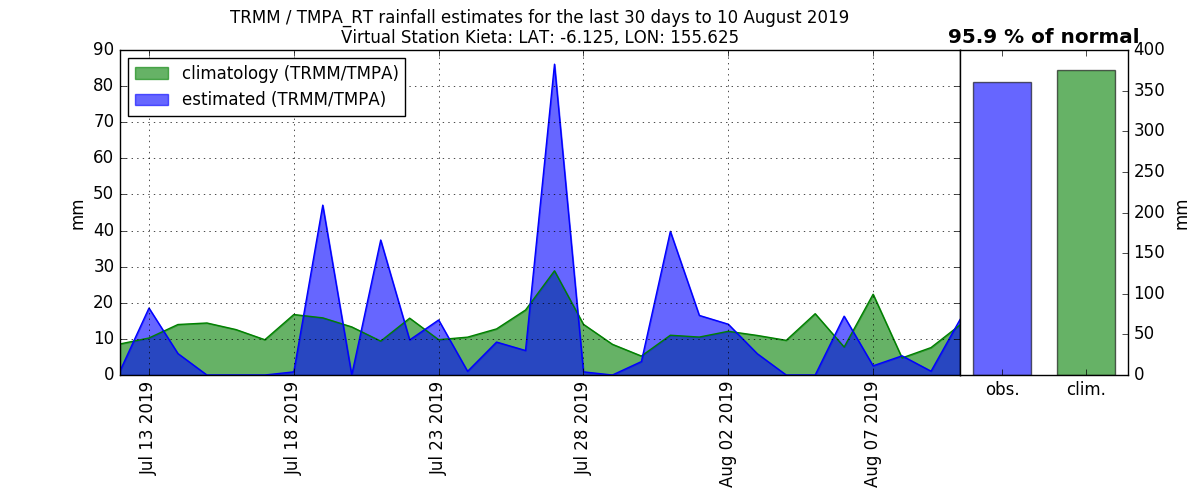 TRMM / TMPA_RT rainfall estimates for the last 30 days to 10 August 2019
Virtual Station Kieta: LAT: -6.125, LON: 155.625
95.9 % of normal
climatology (TRMM/TMPA)
estimated (TRMM/TMPA)
90
80
70
60
50
40
30
20
10
0
mm
Jul 13 2019
Jul 18 2019
Jul 23 2019
Jul 28 2019
Aug 02 2019
Aug 07 2019
400
350
300
250
200
150
100
50
0
mm
obs.
clim.